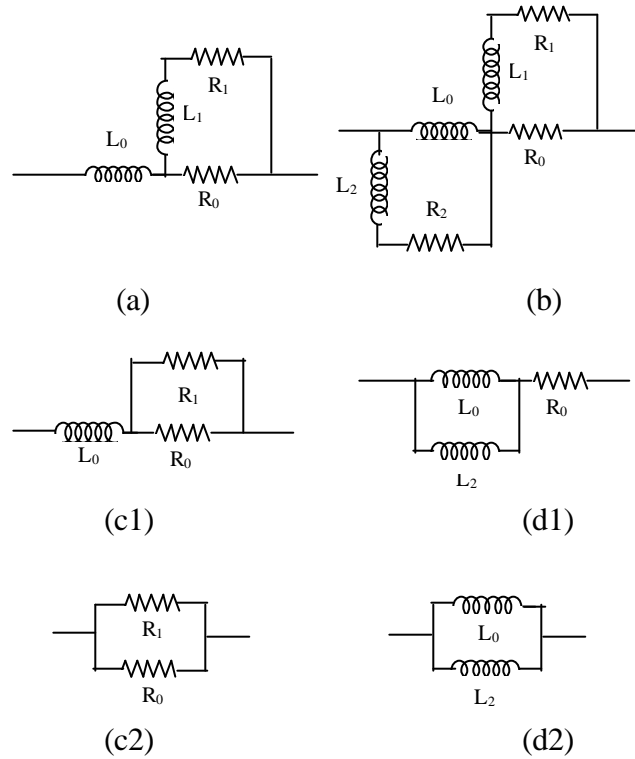 R₁
L₁
L₀
R₀
(a)
R₁
L₁
L₀
R₀
L₂
R₂
(b)
R₁
L₀
R₀
(c1)
L₀
R₀
L₂
(d1)
R₁
R₀
(c2)
L₀
L₂
(d2)